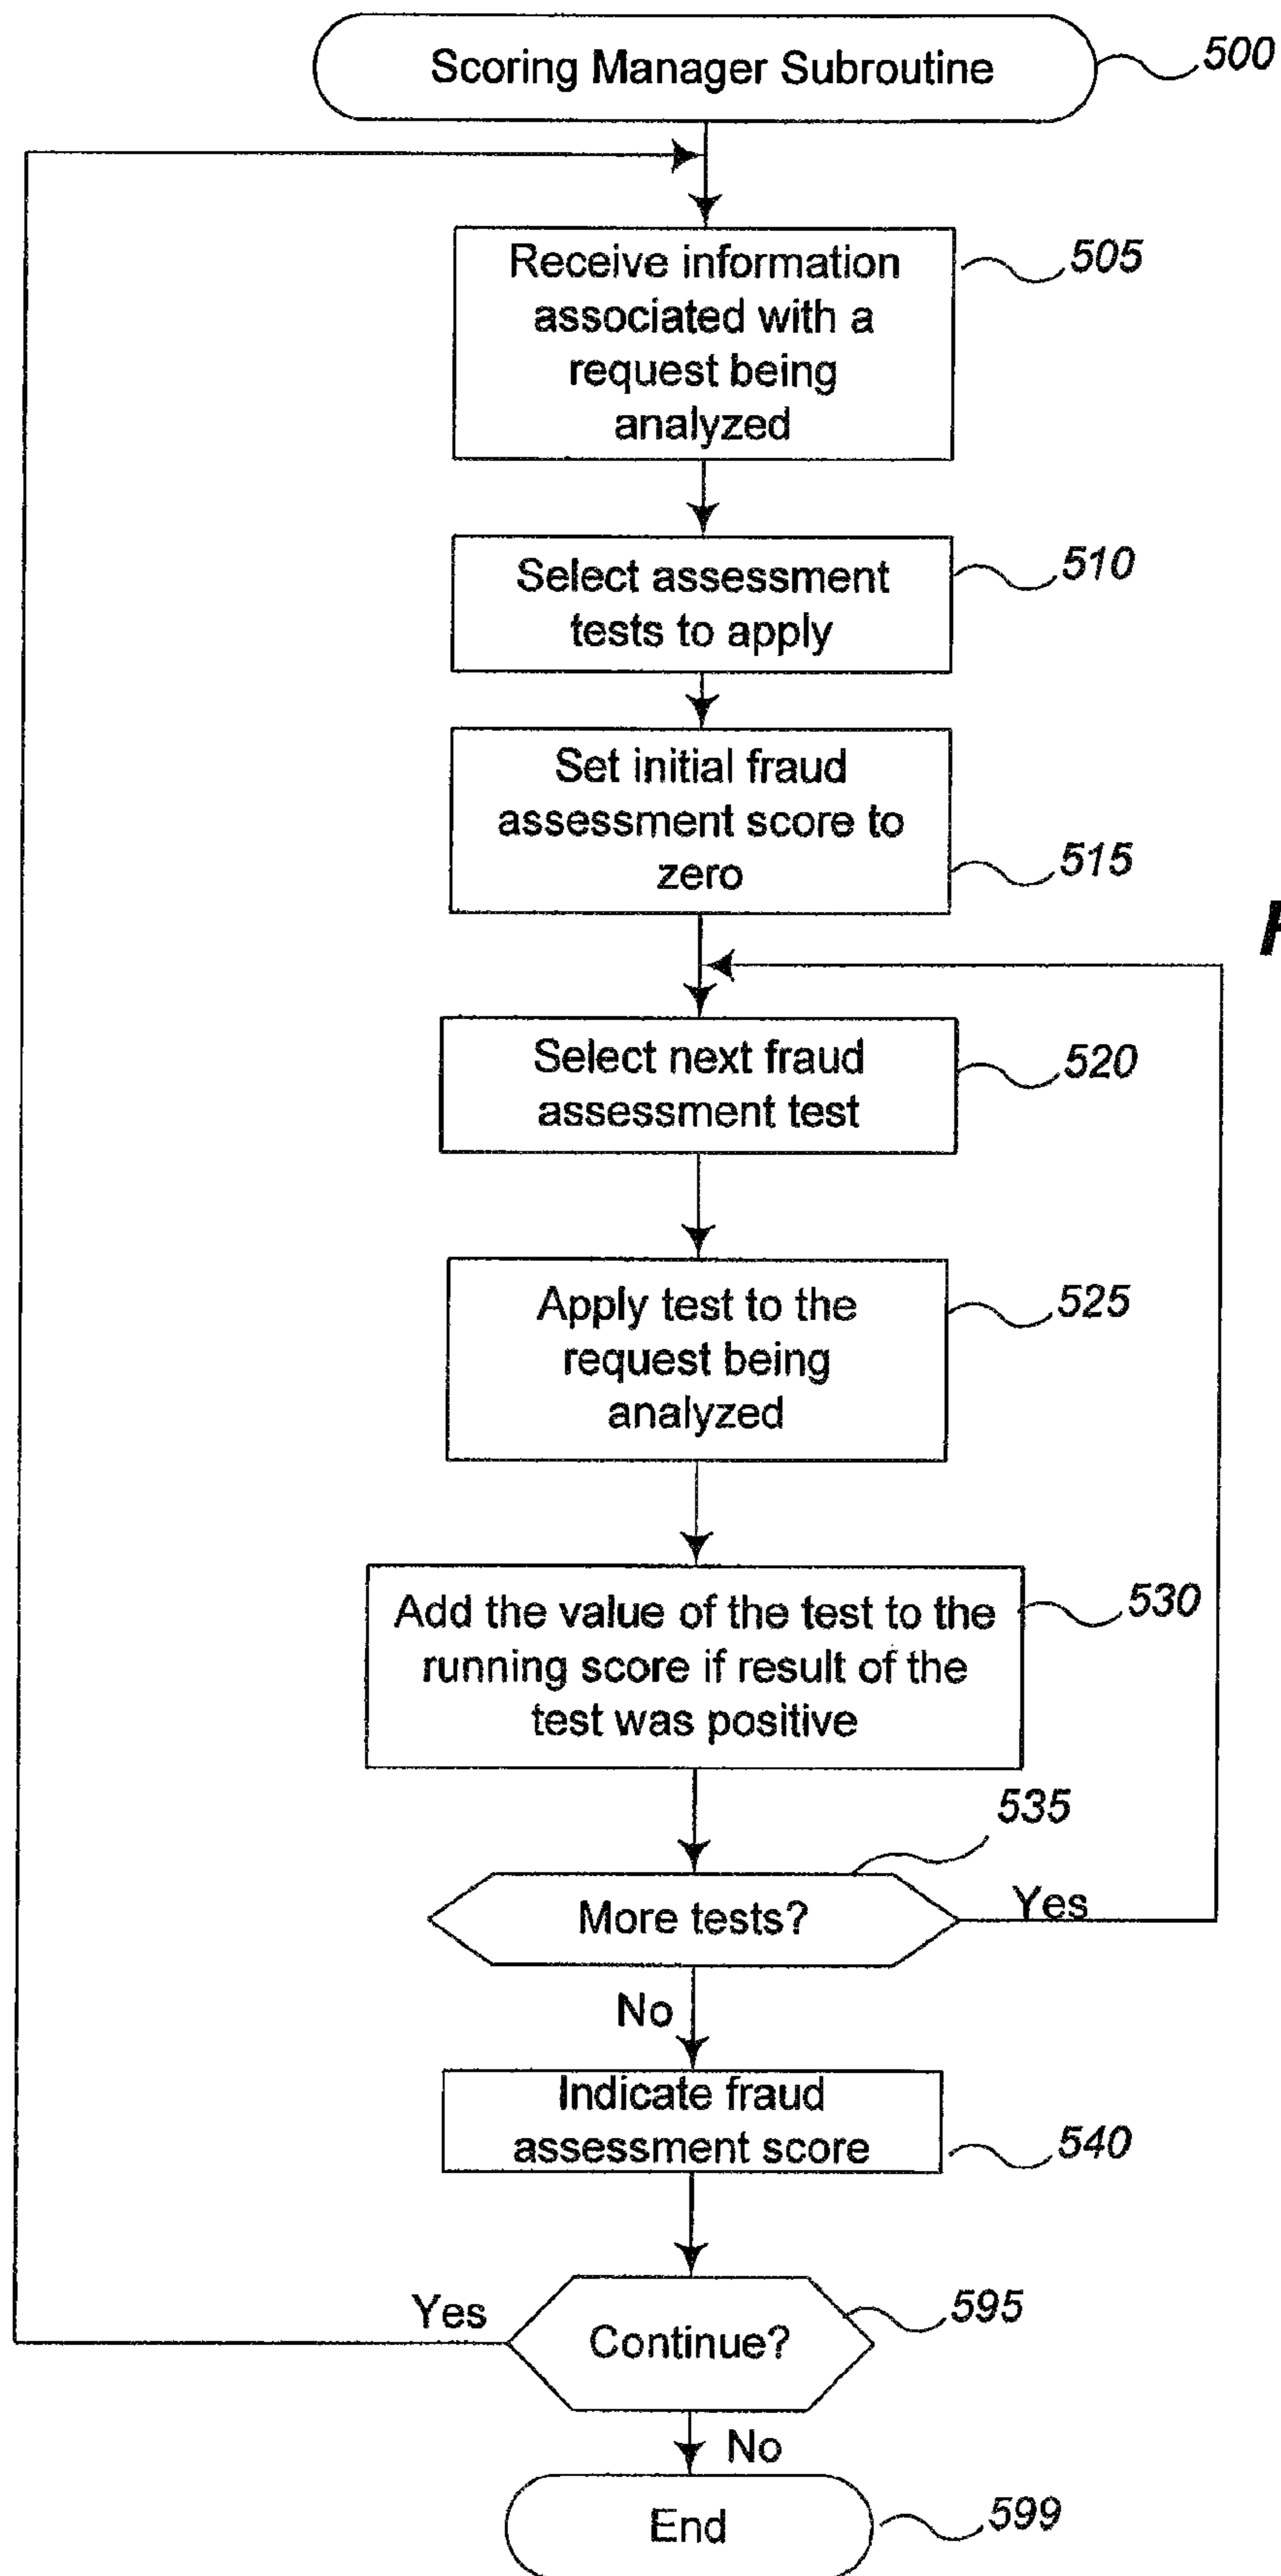 Scoring Manager Subroutine
500
Receive information
associated with a
request being
analyzed
505
Select assessment
tests to apply
510
Set initial fraud
assessment score to
zero
515
Select next fraud
assessment test
520
Apply test to the
request being
analyzed
525
Add the value of the test to the
running score if result of the
test was positive
530
535
More tests?
Yes
No
Indicate fraud
assessment score
540
Yes
Continue?
595
No
End
599